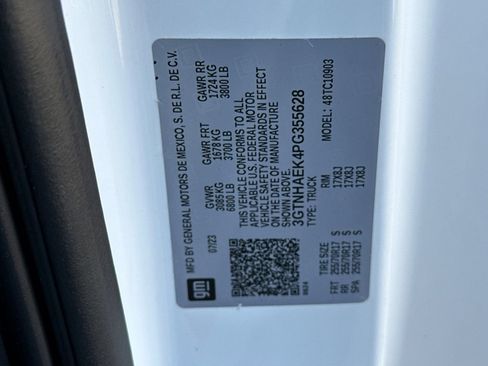 MFD BY GENERAL MOTORS DE MEXICO, S. DE R.L. DE C.V.
07/23 GVWR GAWR FRT GAWR RR
3085 KG 1678 KG 1724 KG
6800 LB 3700 LB 3800 LB
THIS VEHICLE CONFORMS TO ALL
APPLICABLE U.S. FEDERAL MOTOR
VEHICLE SAFETY STANDARDS IN EFFECT
ON THE DATE OF MANUFACTURE
SHOWN ABOVE.
3GTNHAEK4PG355628
TYPE: TRUCK MODEL: 48TC10903
TIRE SIZE RIM
FRT 255/70R17 S 17X8J
RR 255/70R17 S 17X8J
SPA 255/70R17 S 17X8J
gm